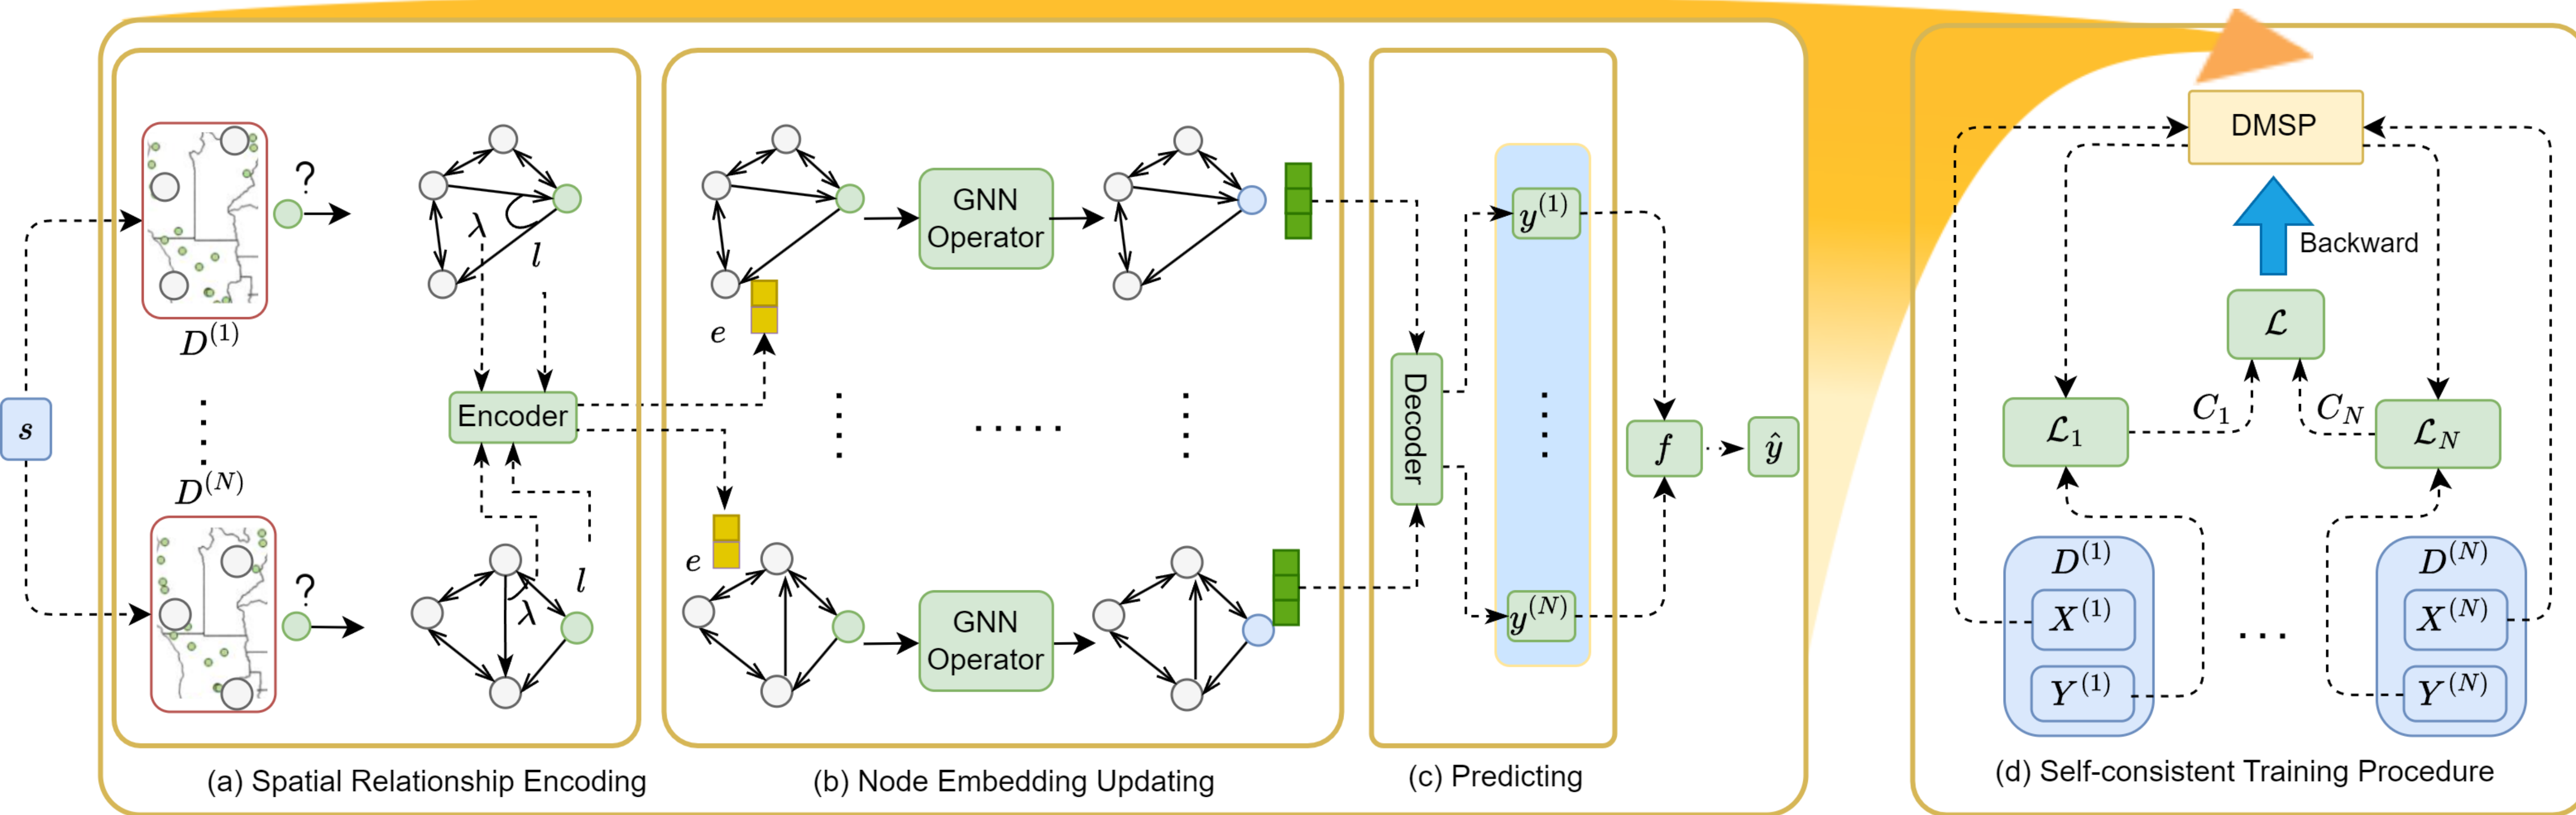 s
D^{(1)}
D^{(N)}
?
?
λ
l
Encoder
l
λ
(a) Spatial Relationship Encoding
e
GNN
Operator
e
GNN
Operator
(b) Node Embedding Updating
Decoder
y^{(1)}
y^{(N)}
(c) Predicting
f
ŷ
DMSP
Backward
ℒ
C_1
C_N
ℒ_1
ℒ_N
D^{(1)}
X^{(1)}
Y^{(1)}
...
D^{(N)}
X^{(N)}
Y^{(N)}
(d) Self-consistent Training Procedure